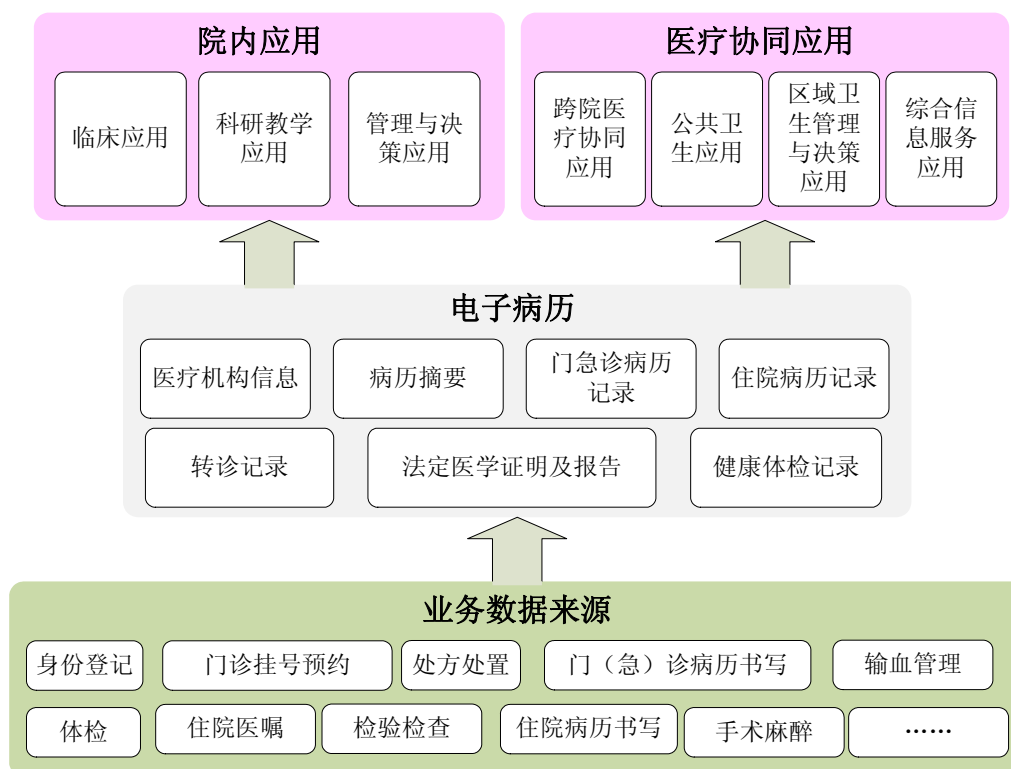 院内应用
医疗协同应用
临床应用
科研教学
应用
管理与决
策应用
跨院医
疗协同
应用
公共卫
生应用
区域卫
生管理
与决策
应用
综合信
息服务
应用
电子病历
医疗机构信息
病历摘要
门急诊病历
记录
住院病历记录
转诊记录
法定医学证明及报告
健康体检记录
业务数据来源
身份登记
门诊挂号预约
处方处置
门（急）诊病历书写
输血管理
体检
住院医嘱
检验检查
住院病历书写
手术麻醉
……